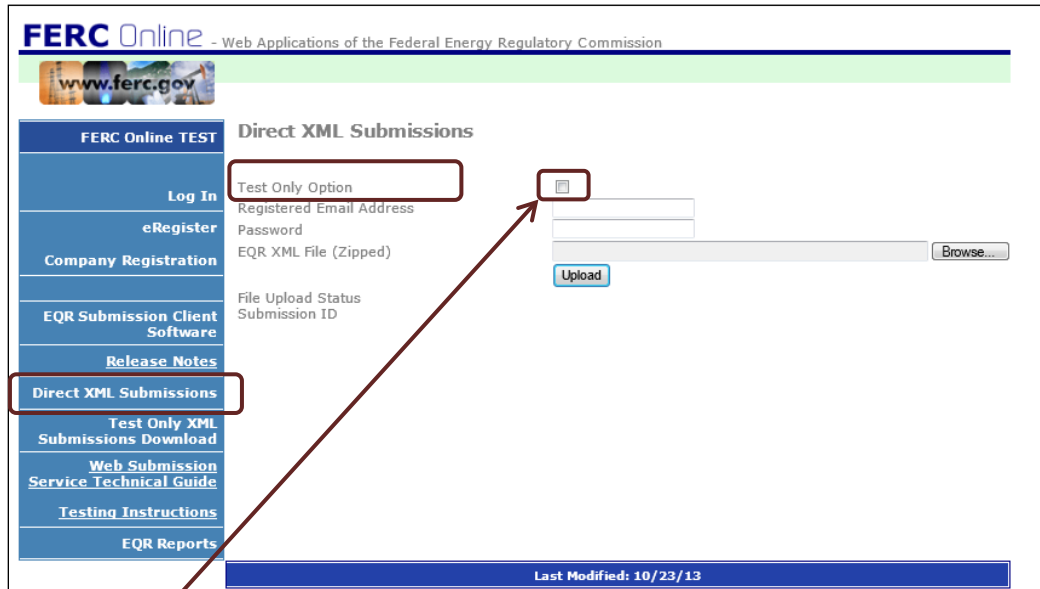 FERC Online - Web Applications of the Federal Energy Regulatory Commission
www.ferc.gov
FERC Online TEST
Log In
eRegister
Company Registration
EQR Submission Client
Software
Release Notes
Direct XML Submissions
Test Only XML
Submissions Download
Web Submission
Service Technical Guide
Testing Instructions
EQR Reports
Direct XML Submissions
Test Only Option
Registered Email Address
Password
EQR XML File (Zipped)
Browse...
Upload
File Upload Status
Submission ID
Last Modified: 10/23/13